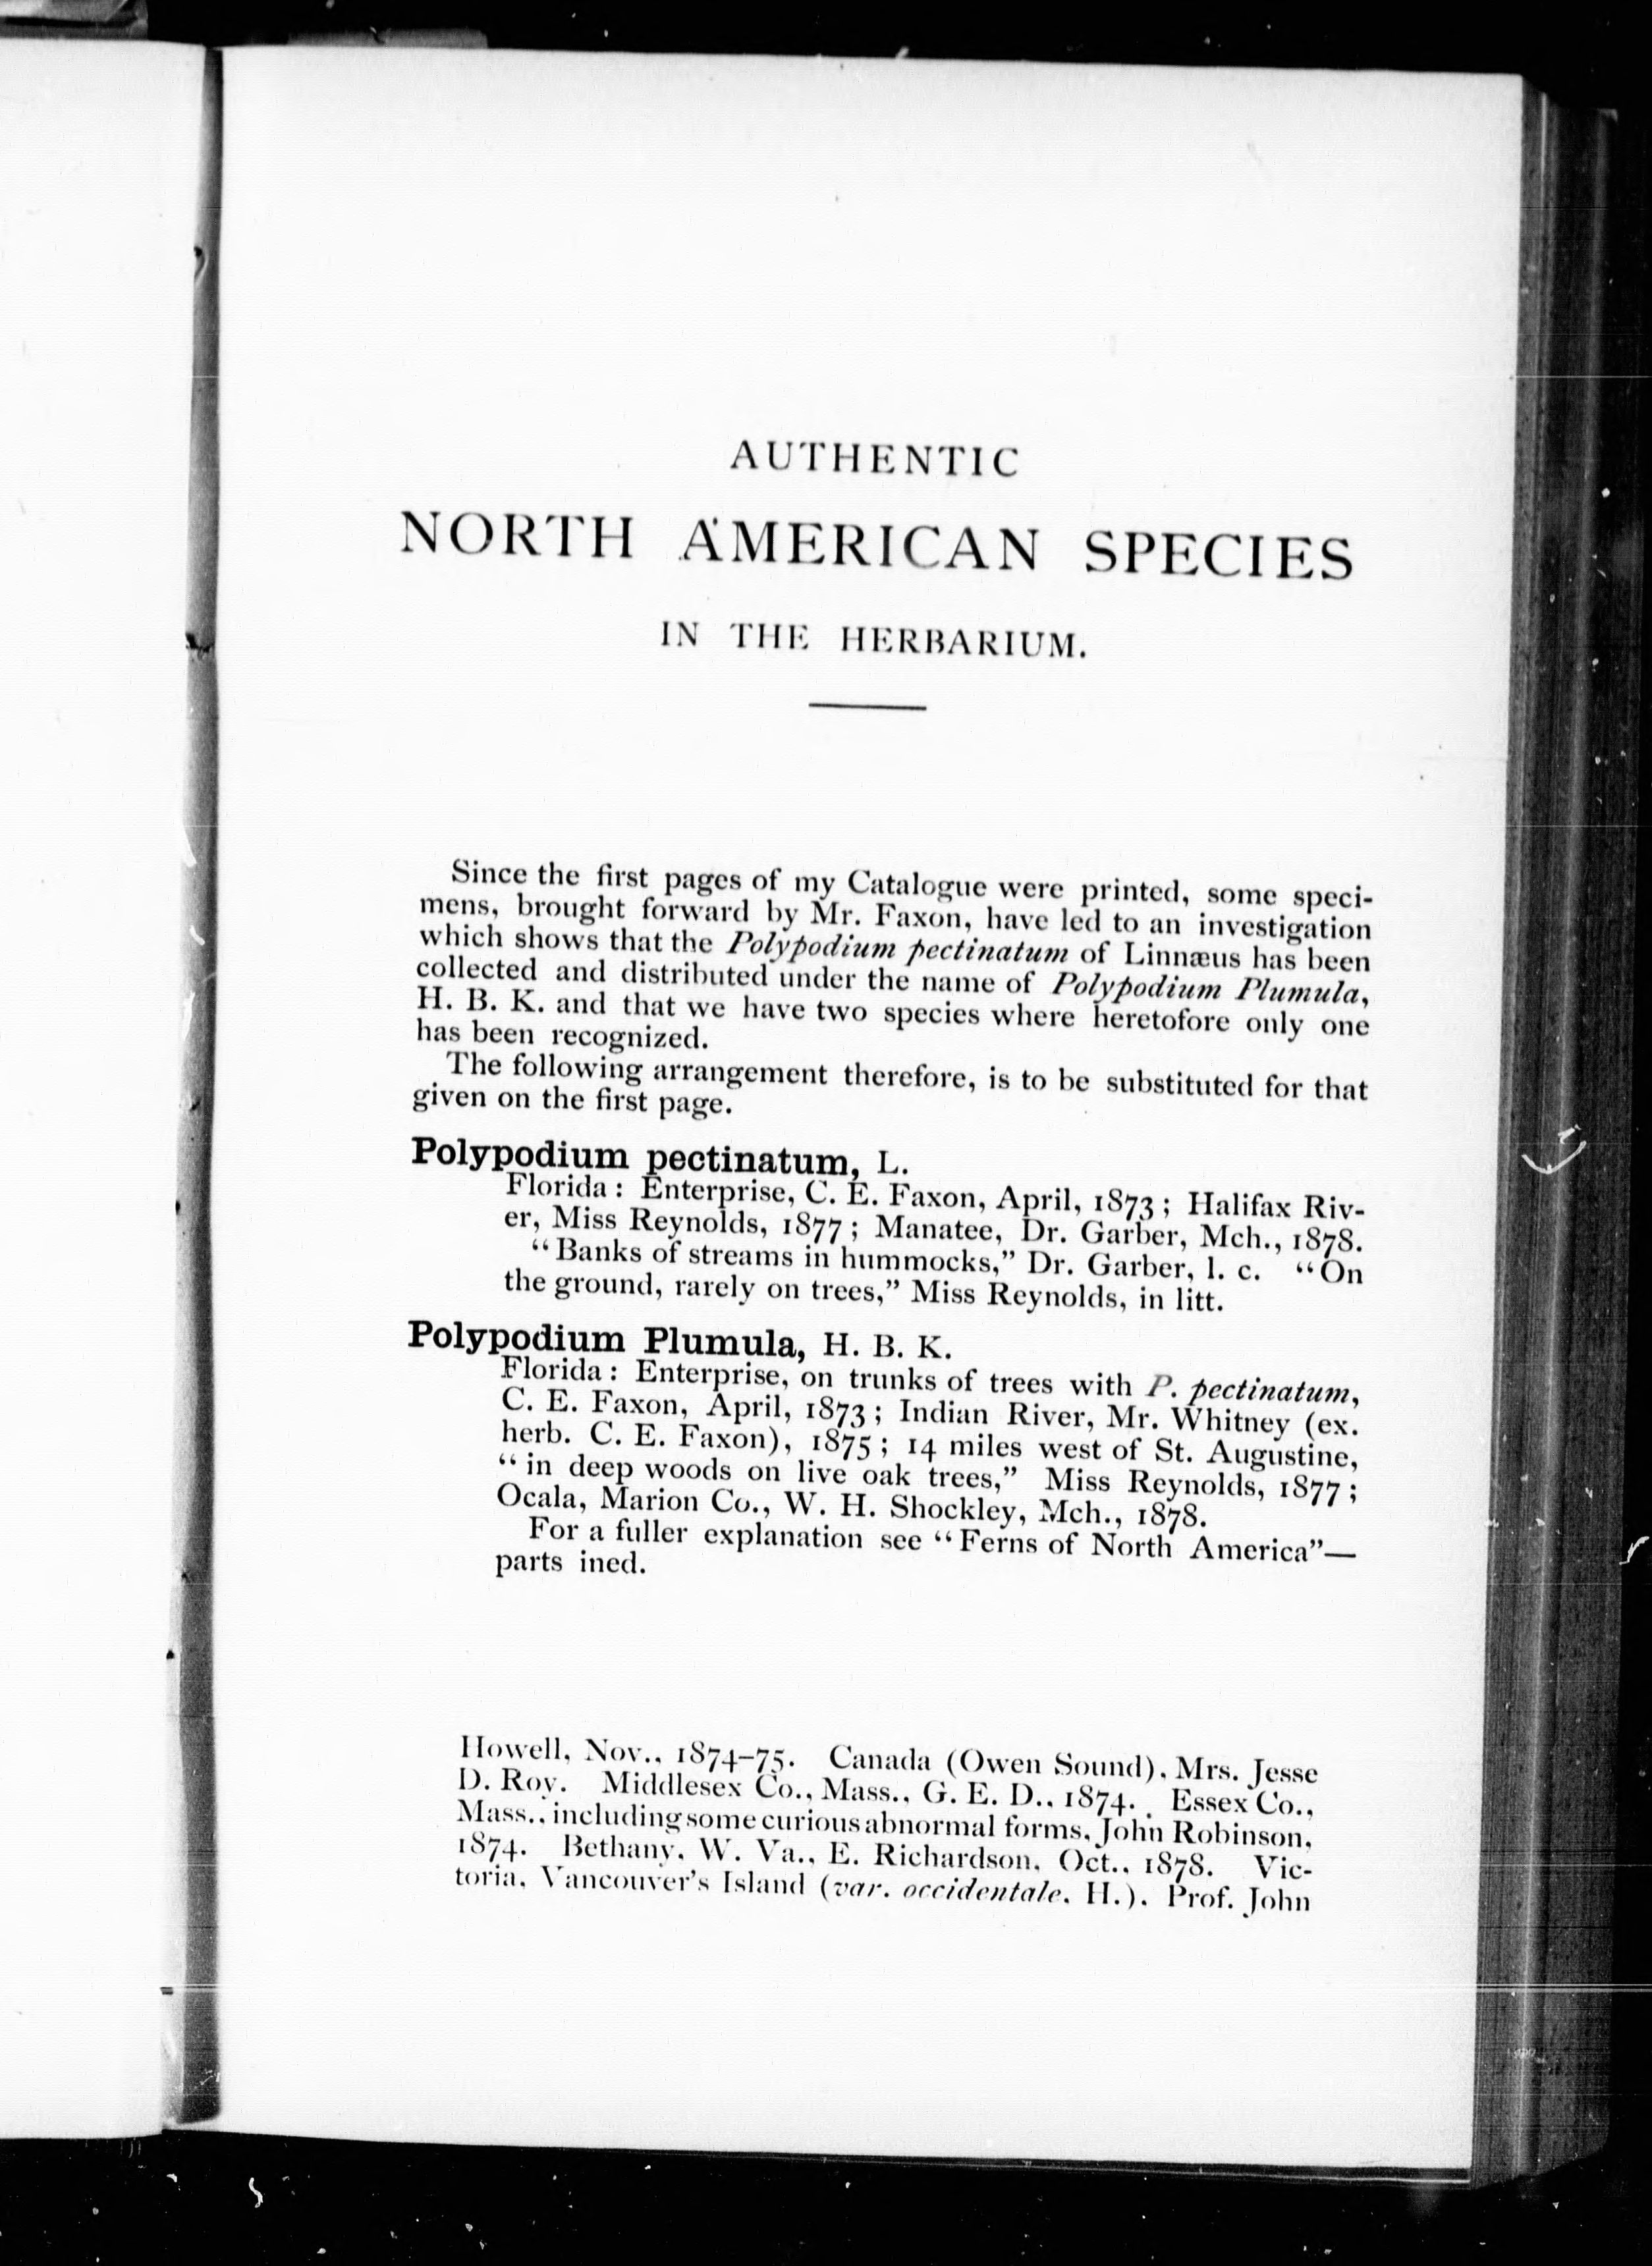 AUTHENTIC
NORTH AMERICAN SPECIES
IN THE HERBARIUM.
Since the first pages of my Catalogue were printed, some speci-
mens, brought forward by Mr. Faxon, have led to an investigation
which shows that the Polypodium pectinatum of Linnæus has been
collected and distributed under the name of Polypodium Plumula,
H. B. K. and that we have two species where heretofore only one
has been recognized.
The following arrangement therefore, is to be substituted for that
given on the first page.
Polypodium pectinatum, L.
Florida: Enterprise, C. E. Faxon, April, 1873; Halifax Riv-
er, Miss Reynolds, 1877; Manatee, Dr. Garber, Mch., 1878.
“Banks of streams in hummocks,” Dr. Garber, l. c. “On
the ground, rarely on trees,” Miss Reynolds, in litt.
Polypodium Plumula, H. B. K.
Florida: Enterprise, on trunks of trees with P. pectinatum,
C. E. Faxon, April, 1873; Indian River, Mr. Whitney (ex.
herb. C. E. Faxon), 1875; 14 miles west of St. Augustine,
“in deep woods on live oak trees,” Miss Reynolds, 1877;
Ocala, Marion Co., W. H. Shockley, Mch., 1878.
For a fuller explanation see “Ferns of North America”—
parts ined.
Howell, Nov., 1874–75. Canada (Owen Sound), Mrs. Jesse
D. Roy. Middlesex Co., Mass., G. E. D., 1874. Essex Co.,
Mass., including some curious abnormal forms, John Robinson,
1874. Bethany, W. Va., E. Richardson, Oct., 1878. Vic-
toria, Vancouver's Island (var. occidentale, H.), Prof. John